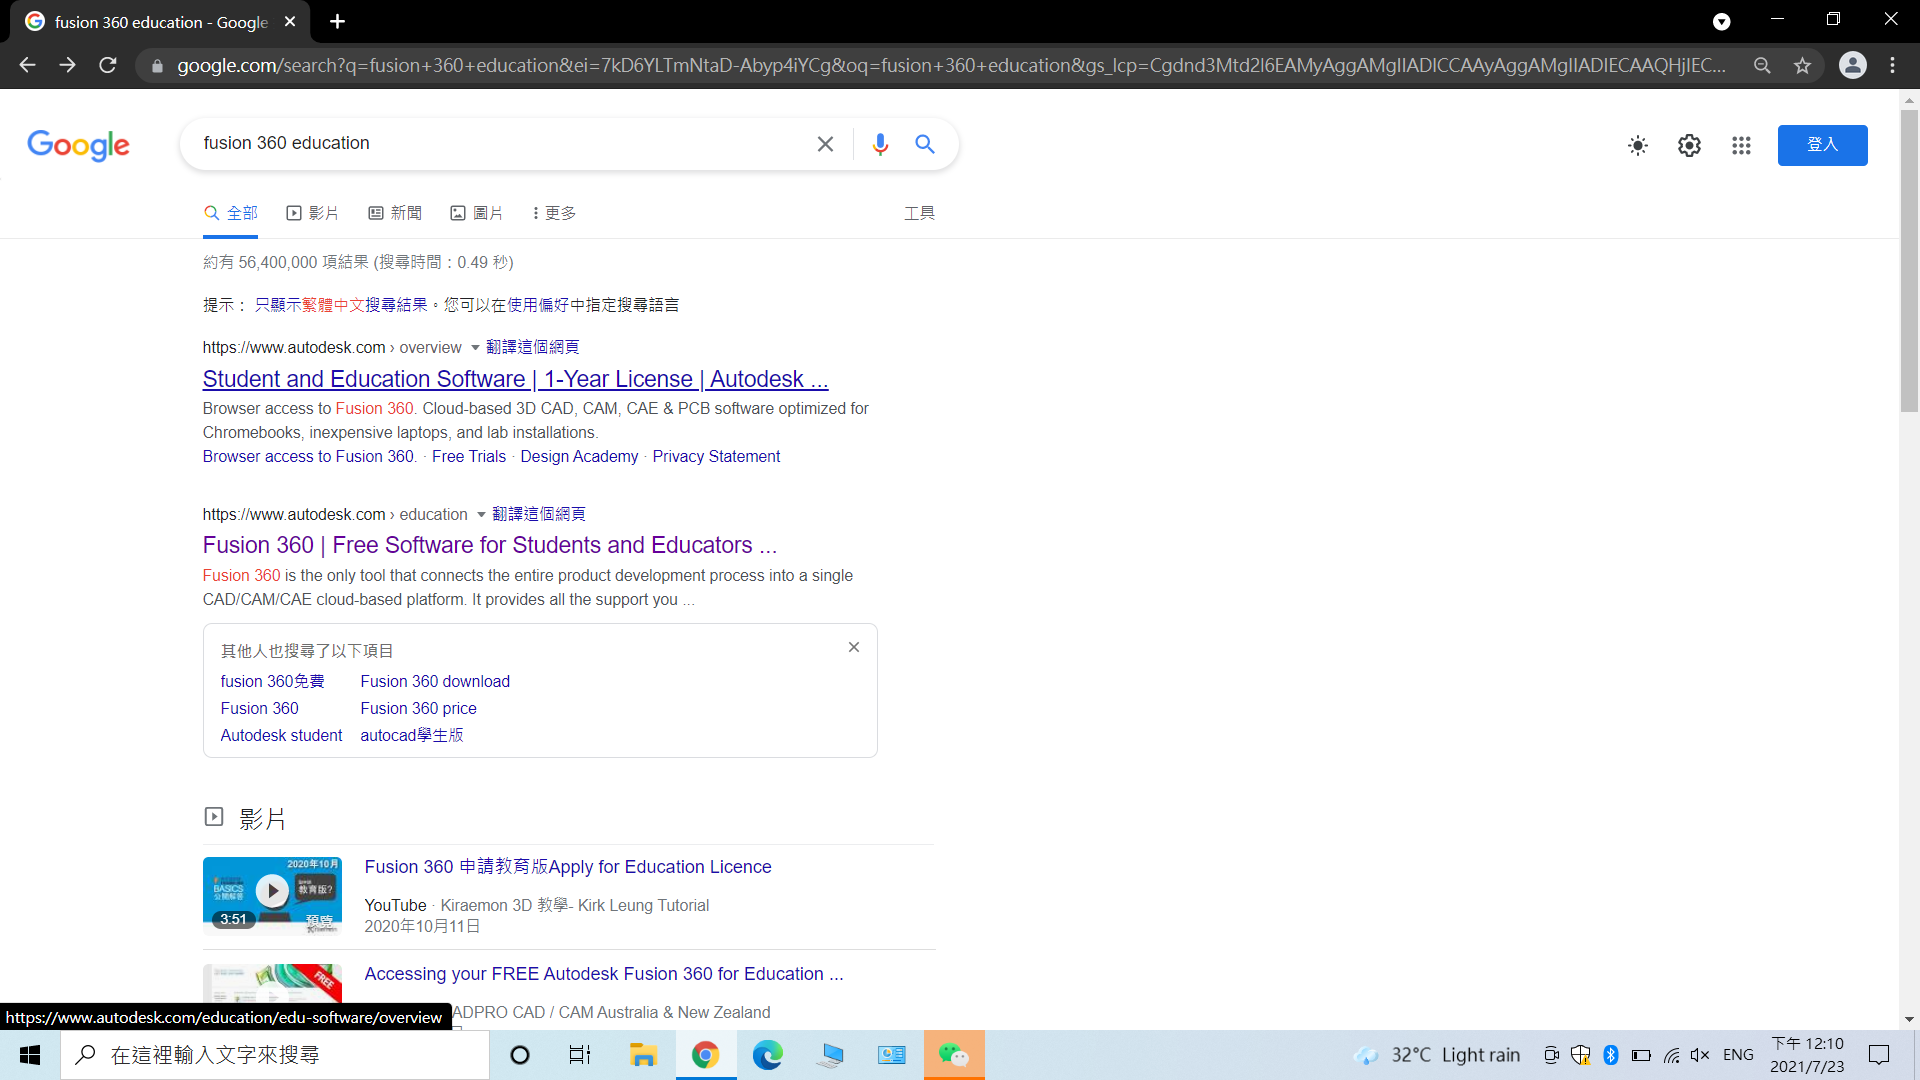 fusion 360 education - Google
google.com/search?q=fusion+360+education&ei=7kD6YLTmNtaD-Abyp4iYCg&oq=fusion+360+education&gs_lcp=Cgdnd3Mtd2l6EAMyAggAMgIIADICCAAyAggAMgIIADIECAAQHjIEC...
Google
fusion 360 education
登入
全部 影片 新聞 圖片 更多 工具
約有 56,400,000 項結果 (搜尋時間：0.49 秒)
提示： 只顯示繁體中文搜尋結果。您可以在使用偏好中指定搜尋語言
https://www.autodesk.com › overview 翻譯這個網頁
Student and Education Software | 1-Year License | Autodesk ...
Browser access to Fusion 360. Cloud-based 3D CAD, CAM, CAE & PCB software optimized for
Chromebooks, inexpensive laptops, and lab installations.
Browser access to Fusion 360. · Free Trials · Design Academy · Privacy Statement
https://www.autodesk.com › education 翻譯這個網頁
Fusion 360 | Free Software for Students and Educators ...
Fusion 360 is the only tool that connects the entire product development process into a single
CAD/CAM/CAE cloud-based platform. It provides all the support you ...
其他人也搜尋了以下項目
fusion 360免費 Fusion 360 download
Fusion 360 Fusion 360 price
Autodesk student autocad學生版
影片
2020年10月
BASICS
教育版?
3:51
預覽
Fusion 360 申請教育版Apply for Education Licence
YouTube · Kiraemon 3D 教學- Kirk Leung Tutorial
2020年10月11日
FREE
Accessing your FREE Autodesk Fusion 360 for Education ...
ADPRO CAD / CAM Australia & New Zealand
https://www.autodesk.com/education/edu-software/overview
在這裡輸入文字來搜尋
32°C Light rain
ENG
下午 12:10
2021/7/23